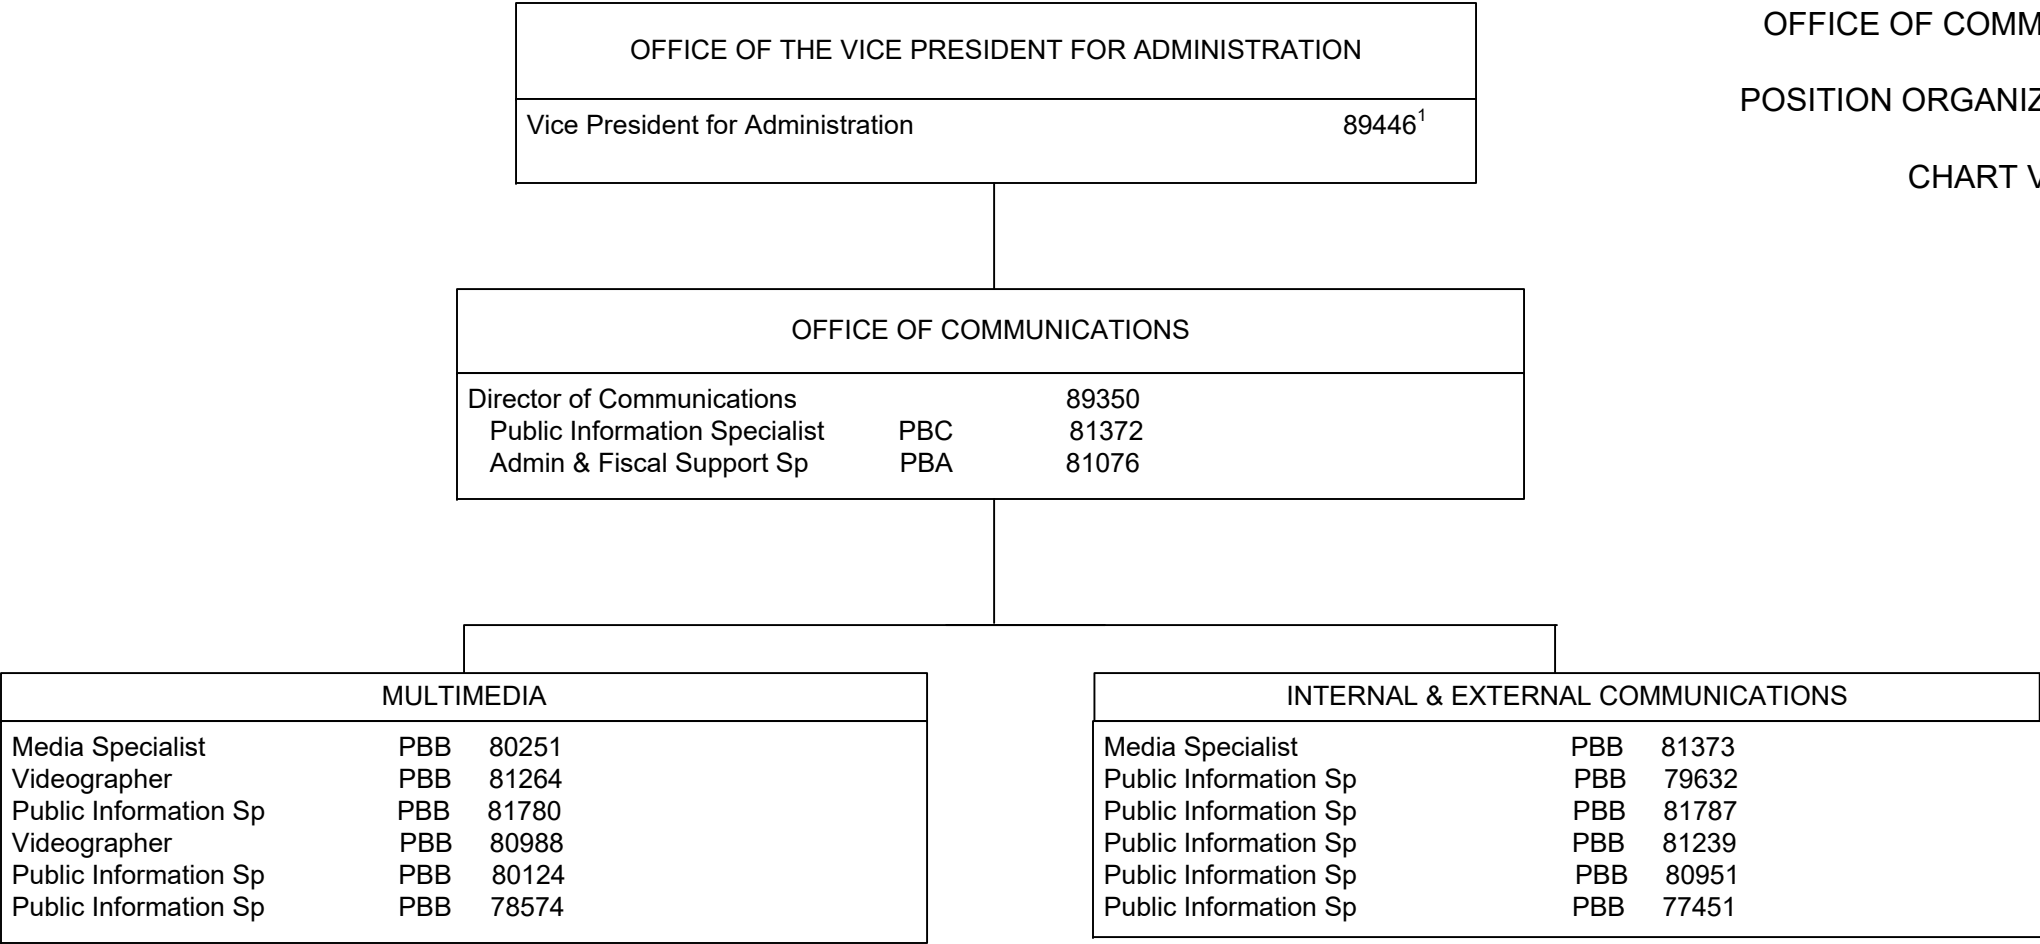 OFFICE OF THE VICE PRESIDENT FOR ADMINISTRATION
Vice President for Administration 89446¹
OFFICE OF COMM
POSITION ORGANIZ
CHART V
OFFICE OF COMMUNICATIONS
Director of Communications 89350
Public Information Specialist PBC 81372
Admin & Fiscal Support Sp PBA 81076
MULTIMEDIA
Media Specialist PBB 80251
Videographer PBB 81264
Public Information Sp PBB 81780
Videographer PBB 80988
Public Information Sp PBB 80124
Public Information Sp PBB 78574
INTERNAL & EXTERNAL COMMUNICATIONS
Media Specialist PBB 81373
Public Information Sp PBB 79632
Public Information Sp PBB 81787
Public Information Sp PBB 81239
Public Information Sp PBB 80951
Public Information Sp PBB 77451